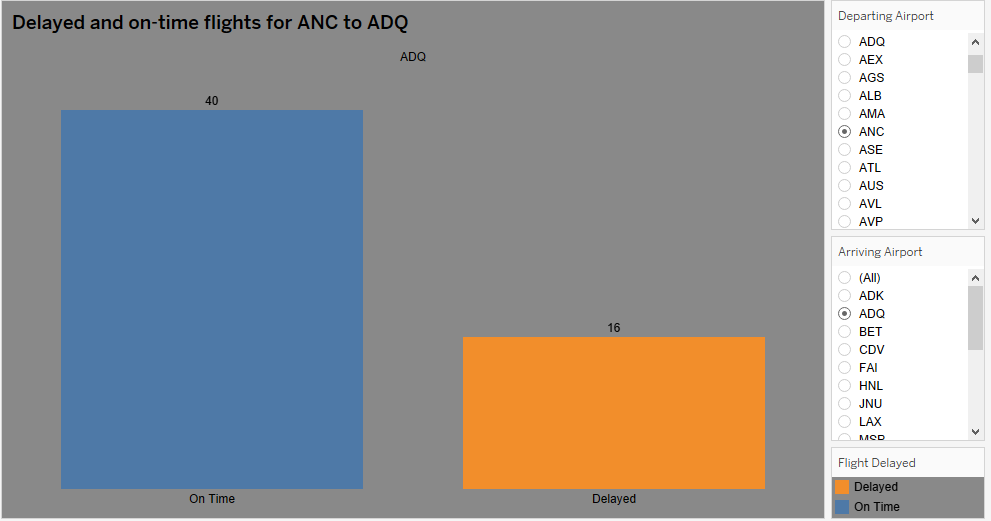 Delayed and on-time flights for ANC to ADQ
ADQ
40
16
On Time
Delayed
Departing Airport
ADQ
AEX
AGS
ALB
AMA
ANC
ASE
ATL
AUS
AVL
AVP
Arriving Airport
(All)
ADK
ADQ
BET
CDV
FAI
HNL
JNU
LAX
MSP
Flight Delayed
Delayed
On Time